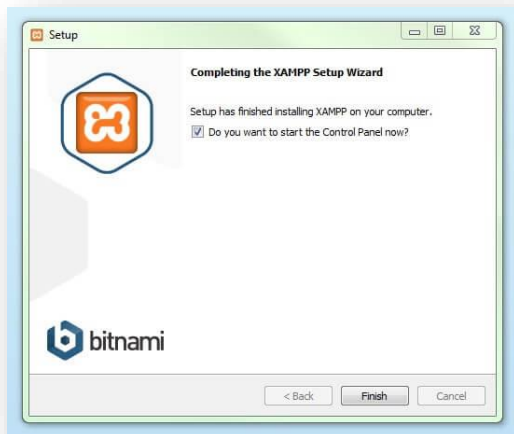 Setup
Completing the XAMPP Setup Wizard
Setup has finished installing XAMPP on your computer.
Do you want to start the Control Panel now?
bitnami
< Back
Finish
Cancel